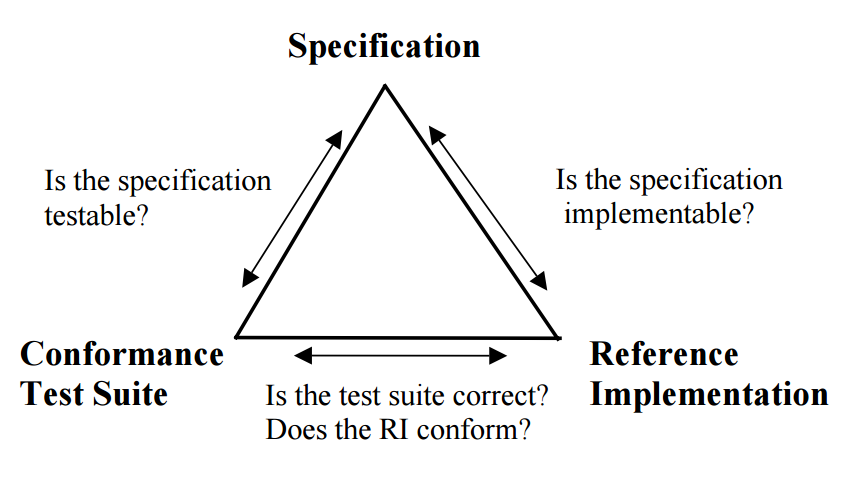 Specification
Is the specification
testable?
Is the specification
implementable?
Conformance
Test Suite
Reference
Implementation
Is the test suite correct?
Does the RI conform?